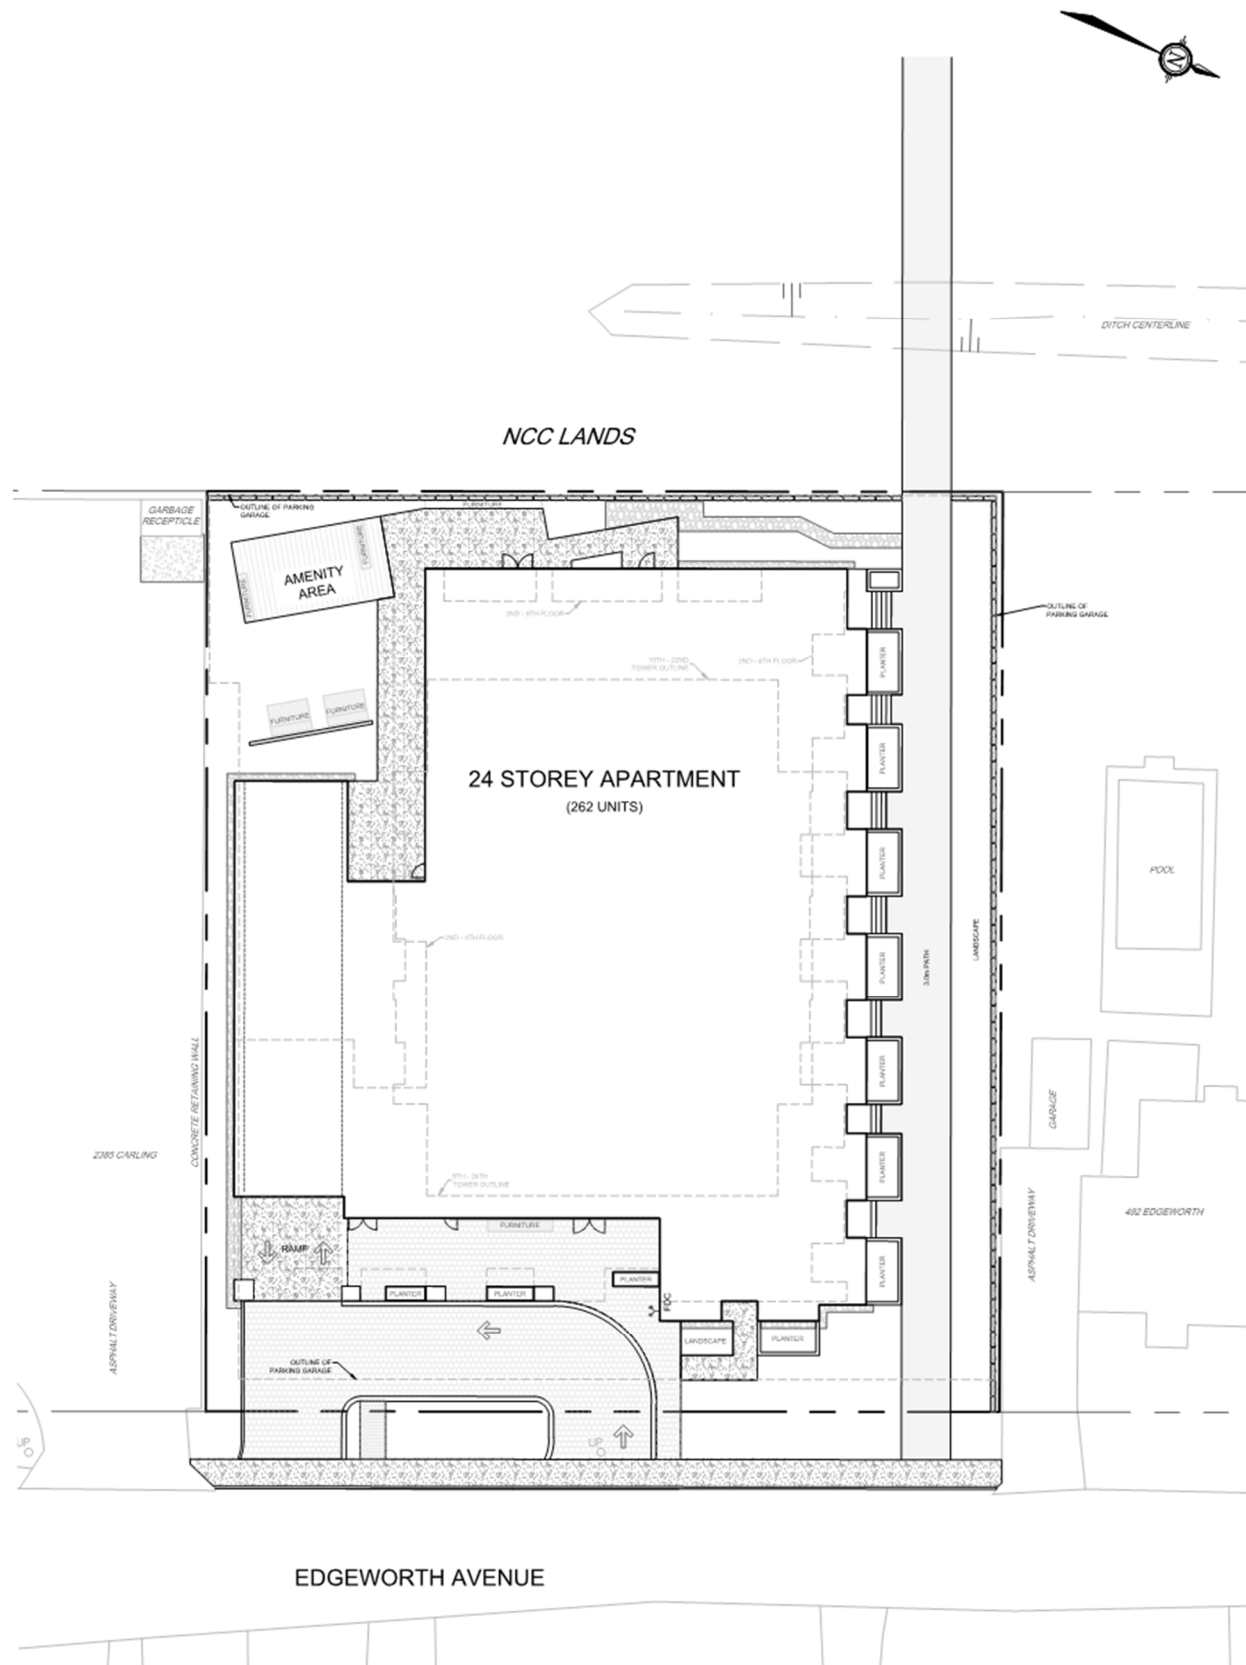 N
DITCH CENTERLINE
NCC LANDS
GARBAGE
RECEPTICLE
OUTLINE OF PARKING
GARAGE
FURNITURE
FURNITURE
AMENITY
AREA
FURNITURE
2ND - 9TH FLOOR
OUTLINE OF
PARKING GARAGE
PLANTER
10TH - 22ND
TOWER OUTLINE
2ND - 4TH FLOOR
FURNITURE
FURNITURE
PLANTER
24 STOREY APARTMENT
(262 UNITS)
PLANTER
POOL
2ND - 4TH FLOOR
PLANTER
3.0m PATH
LANDSCAPE
PLANTER
GARAGE
CONCRETE RETAINING WALL
2385 CARLING
PLANTER
5TH - 24TH
TOWER OUTLINE
492 EDGEWORTH
ASPHALT DRIVEWAY
FURNITURE
RAMP
PLANTER
PLANTER
PLANTER
PLANTER
FDC
ASPHALT DRIVEWAY
LANDSCAPE
PLANTER
OUTLINE OF
PARKING GARAGE
UP
UP
EDGEWORTH AVENUE